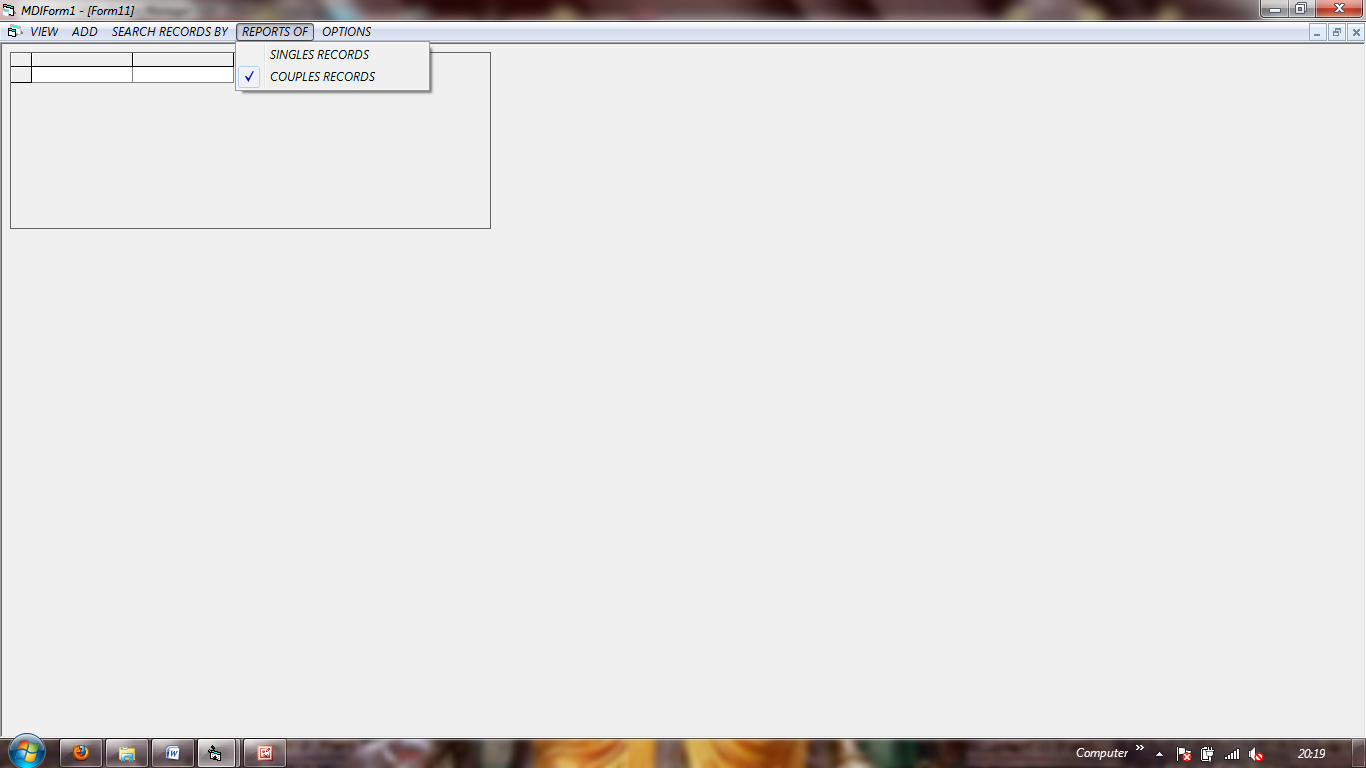 MDIForm1 - [Form11]
VIEW ADD SEARCH RECORDS BY REPORTS OF OPTIONS
SINGLES RECORDS
COUPLES RECORDS
Computer
20:19